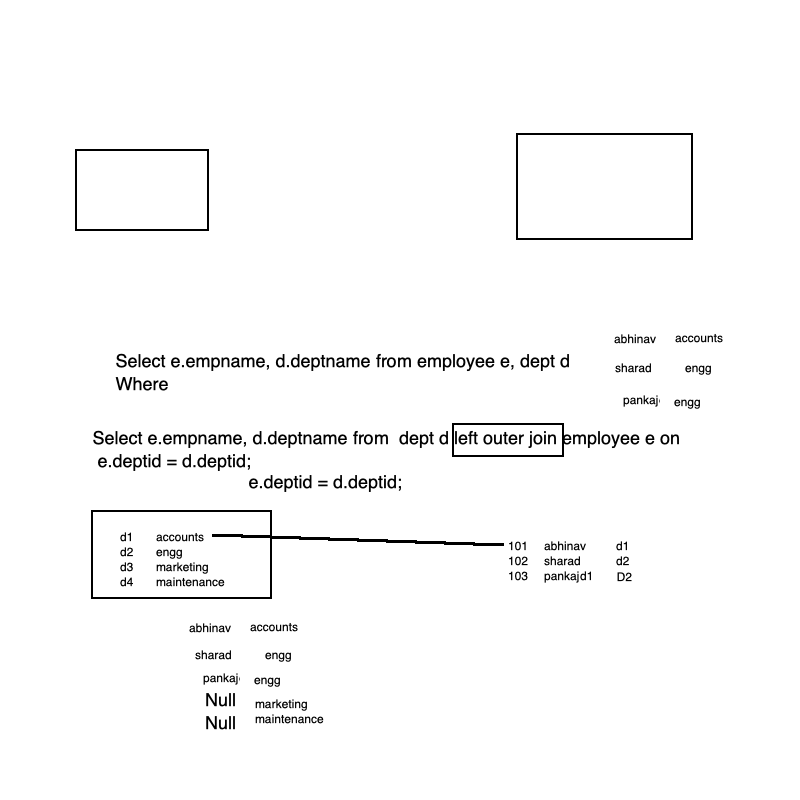 abhinav accounts
Select e.empname, d.deptname from employee e, dept d
sharad engg
Where
pankaj engg
Select e.empname, d.deptname from dept d left outer join employee e on
e.deptid = d.deptid;
e.deptid = d.deptid;
d1 accounts
d2 engg
d3 marketing
d4 maintenance
101 abhinav d1
102 sharad d2
103 pankajd1 D2
abhinav accounts
sharad engg
pankaj engg
Null marketing
Null maintenance